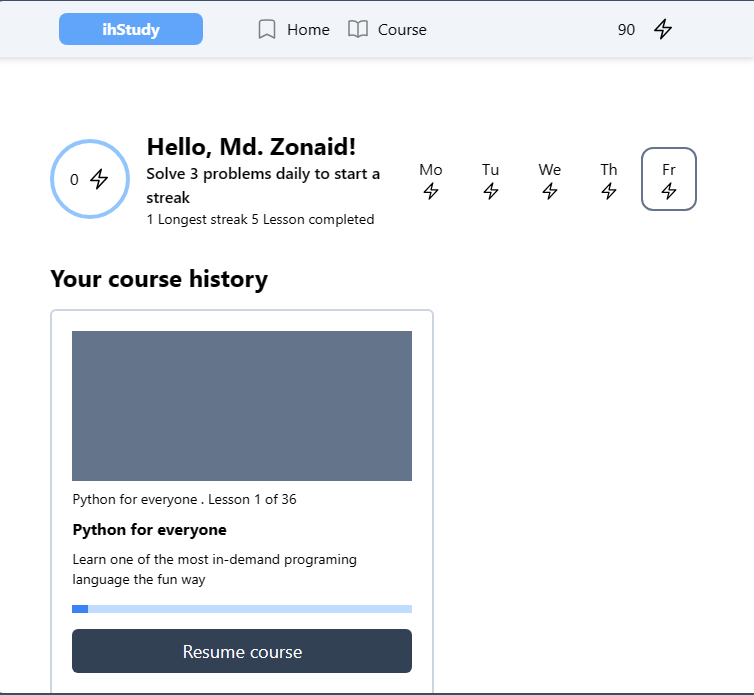 ihStudy
Home
Course
90
0
Hello, Md. Zonaid!
Solve 3 problems daily to start a
streak
1 Longest streak 5 Lesson completed
Mo
Tu
We
Th
Fr
Your course history
Python for everyone . Lesson 1 of 36
Python for everyone
Learn one of the most in-demand programing
language the fun way
Resume course